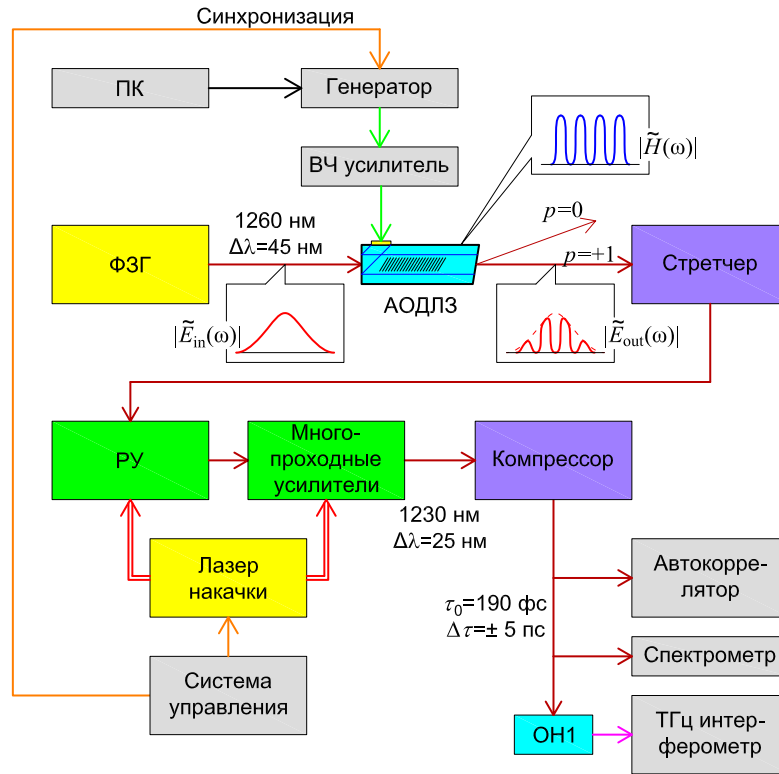 Синхронизация
ПК
Генератор
ВЧ усилитель
|H̃(ω)|
1260 нм
Δλ=45 нм
p=0
ФЗГ
p=+1
Стретчер
АОДЛЗ
|Ẽin(ω)|
|Ẽout(ω)|
РУ
Много-
проходные
усилители
Компрессор
1230 нм
Δλ=25 нм
Лазер
накачки
τ0=190 фс
Δτ=± 5 пс
Автокорре-
лятор
Спектрометр
Система
управления
ОН1
ТГц интер-
ферометр